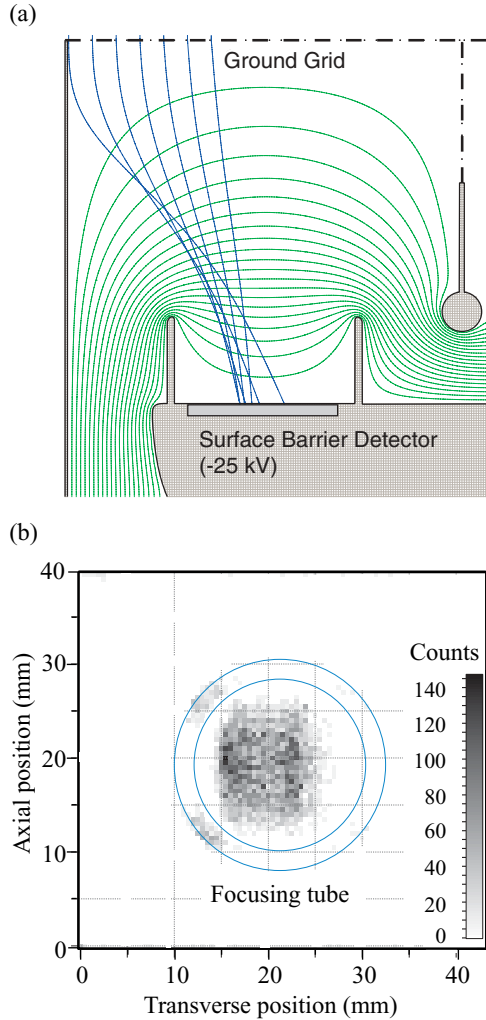 (a)
Ground Grid
Surface Barrier Detector
(-25 kV)
(b)
40
30
20
10
0
Axial position (mm)
Counts
140
120
100
80
60
40
20
0
Focusing tube
0
10
20
30
40
Transverse position (mm)